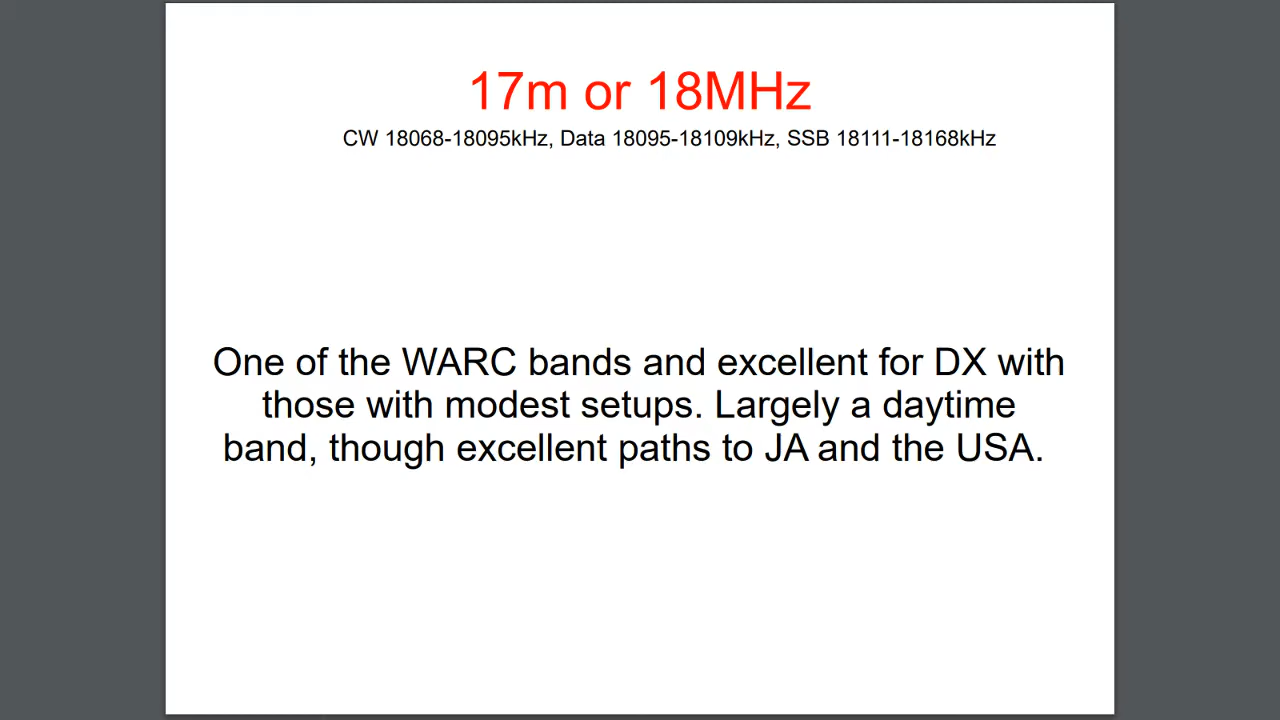 17m or 18MHz
CW 18068-18095kHz, Data 18095-18109kHz, SSB 18111-18168kHz
One of the WARC bands and excellent for DX with
those with modest setups. Largely a daytime
band, though excellent paths to JA and the USA.